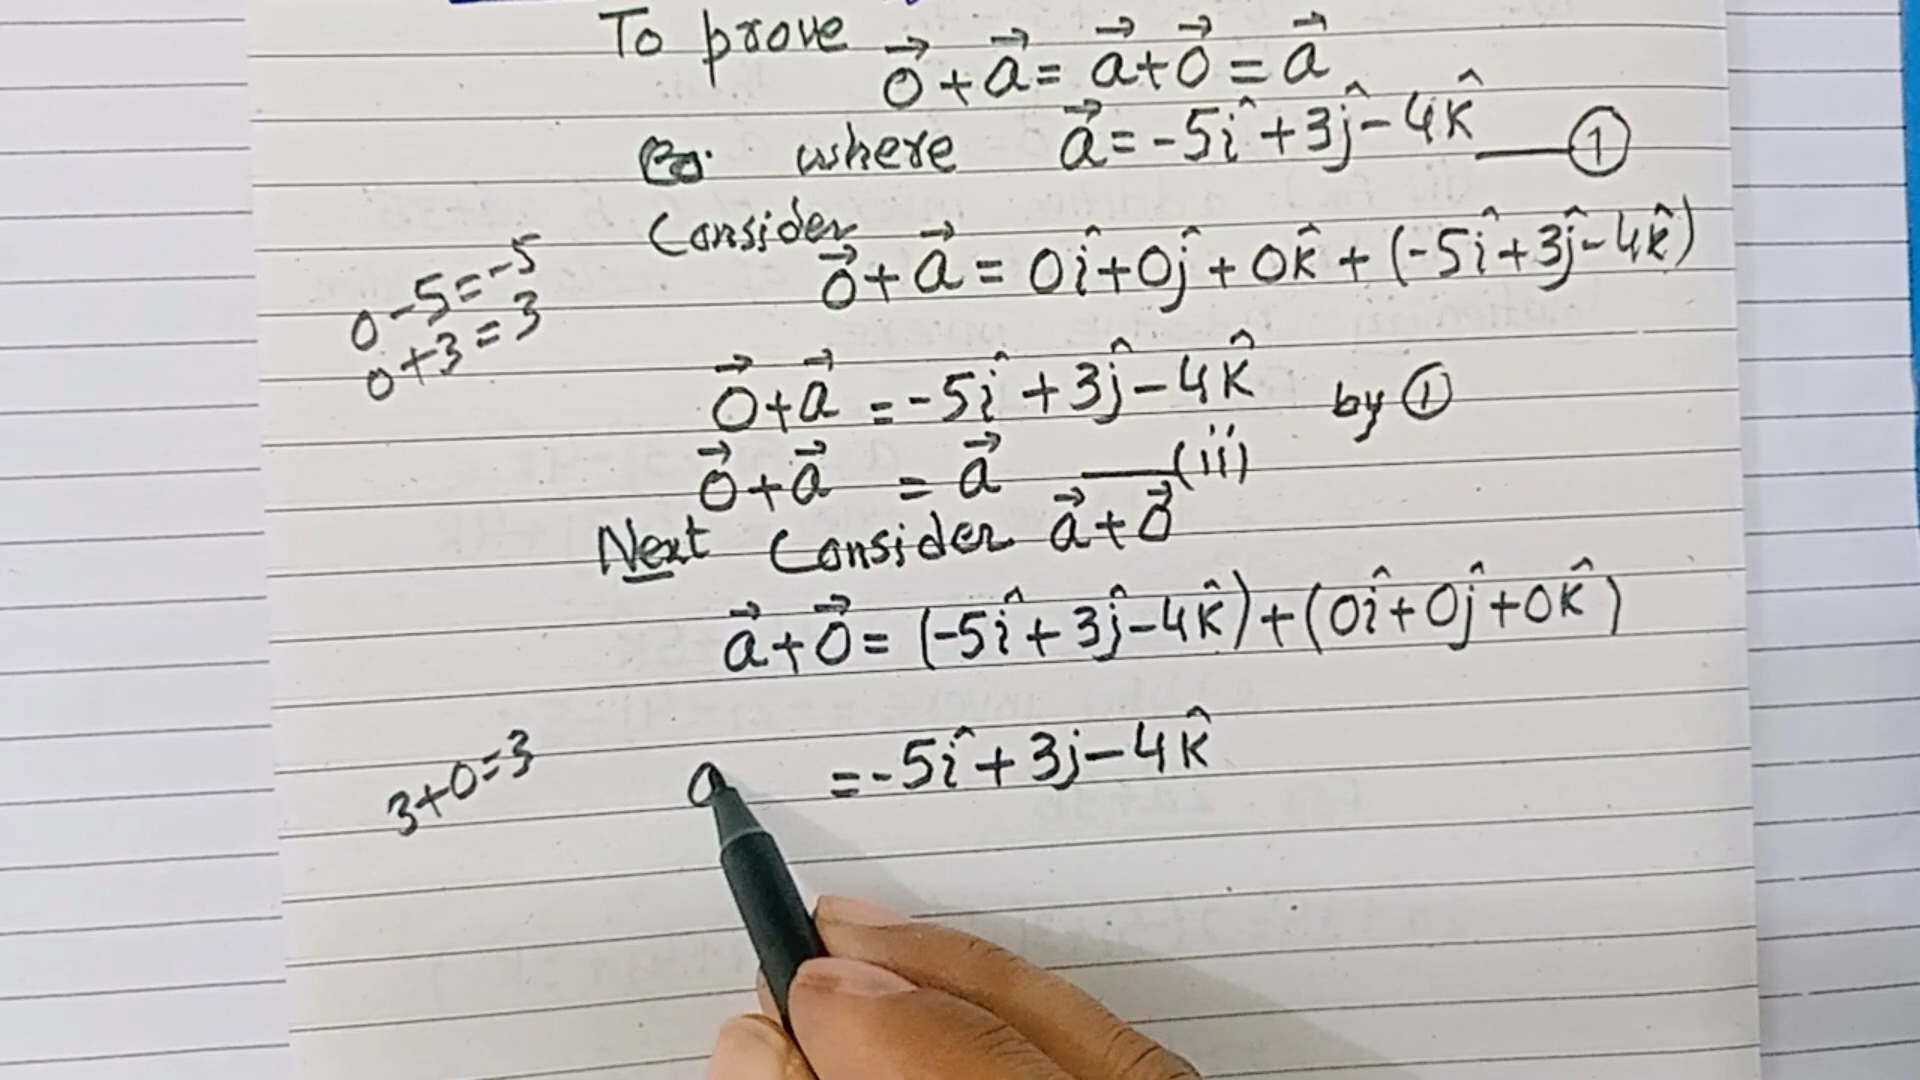 To prove
0⃗ + a⃗ = a⃗ + 0⃗ = a⃗
where a⃗ = -5î + 3ĵ - 4k̂ —— ①
Consider
0⃗ + a⃗ = 0î + 0ĵ + 0k̂ + (-5î + 3ĵ - 4k̂)
0 - 5 = -5
0 + 3 = 3
0⃗ + a⃗ = -5î + 3ĵ - 4k̂ by ①
0⃗ + a⃗ = a⃗ —— (ii)
Next Consider a⃗ + 0⃗
a⃗ + 0⃗ = (-5î + 3ĵ - 4k̂) + (0î + 0ĵ + 0k̂)
3 + 0 = 3
a = -5î + 3j - 4k̂